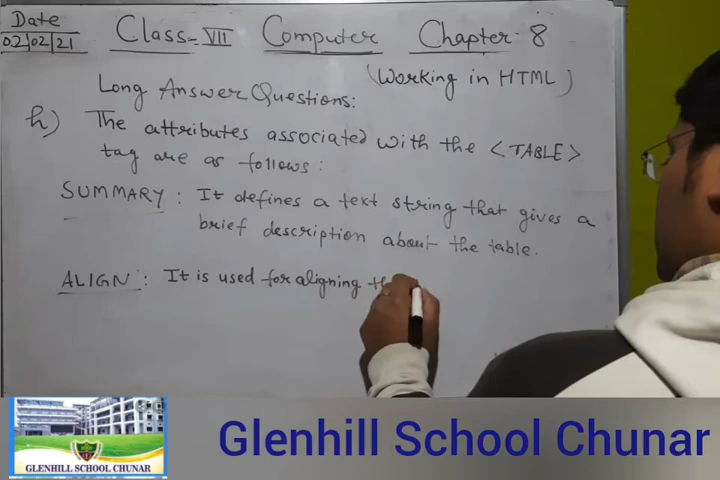 Date
02/02/21
Class-VII Computer Chapter: 8
(Working in HTML)
Long Answer Questions:
h) The attributes associated with the <TABLE>
tag are as follows:
SUMMARY: It defines a text string that gives a
brief description about the table.
ALIGN: It is used for aligning th
GLENHILL SCHOOL CHUNAR
Glenhill School Chunar